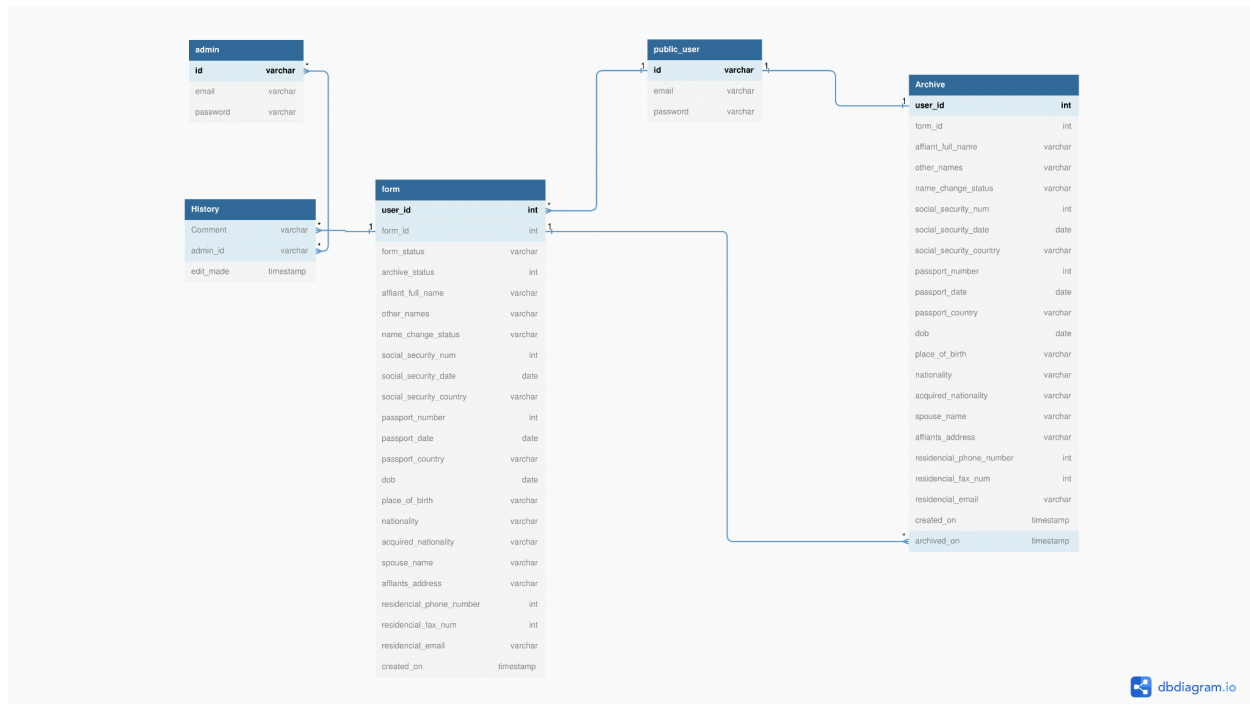 admin
id varchar
email varchar
password varchar
*
History
Comment varchar
admin_id varchar
edit_made timestamp
*
*
form
user_id int
form_id int
form_status varchar
archive_status int
affiant_full_name varchar
other_names varchar
name_change_status varchar
social_security_num int
social_security_date date
social_security_country varchar
passport_number int
passport_date date
passport_country varchar
dob date
place_of_birth varchar
nationality varchar
acquired_nationality varchar
spouse_name varchar
affiants_address varchar
residencial_phone_number int
residencial_fax_num int
residencial_email varchar
created_on timestamp
1
*
1
public_user
id varchar
email varchar
password varchar
1
1
Archive
user_id int
form_id int
affiant_full_name varchar
other_names varchar
name_change_status varchar
social_security_num int
social_security_date date
social_security_country varchar
passport_number int
passport_date date
passport_country varchar
dob date
place_of_birth varchar
nationality varchar
acquired_nationality varchar
spouse_name varchar
affiants_address varchar
residencial_phone_number int
residencial_fax_num int
residencial_email varchar
created_on timestamp
archived_on timestamp
1
*
dbdiagram.io